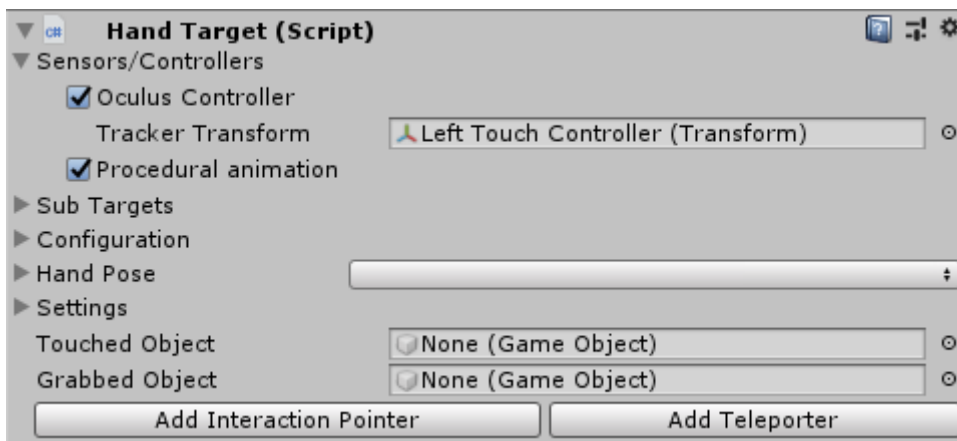 c# Hand Target (Script)
Sensors/Controllers
Oculus Controller
Tracker Transform Left Touch Controller (Transform)
Procedural animation
Sub Targets
Configuration
Hand Pose
Settings
Touched Object None (Game Object)
Grabbed Object None (Game Object)
Add Interaction Pointer Add Teleporter